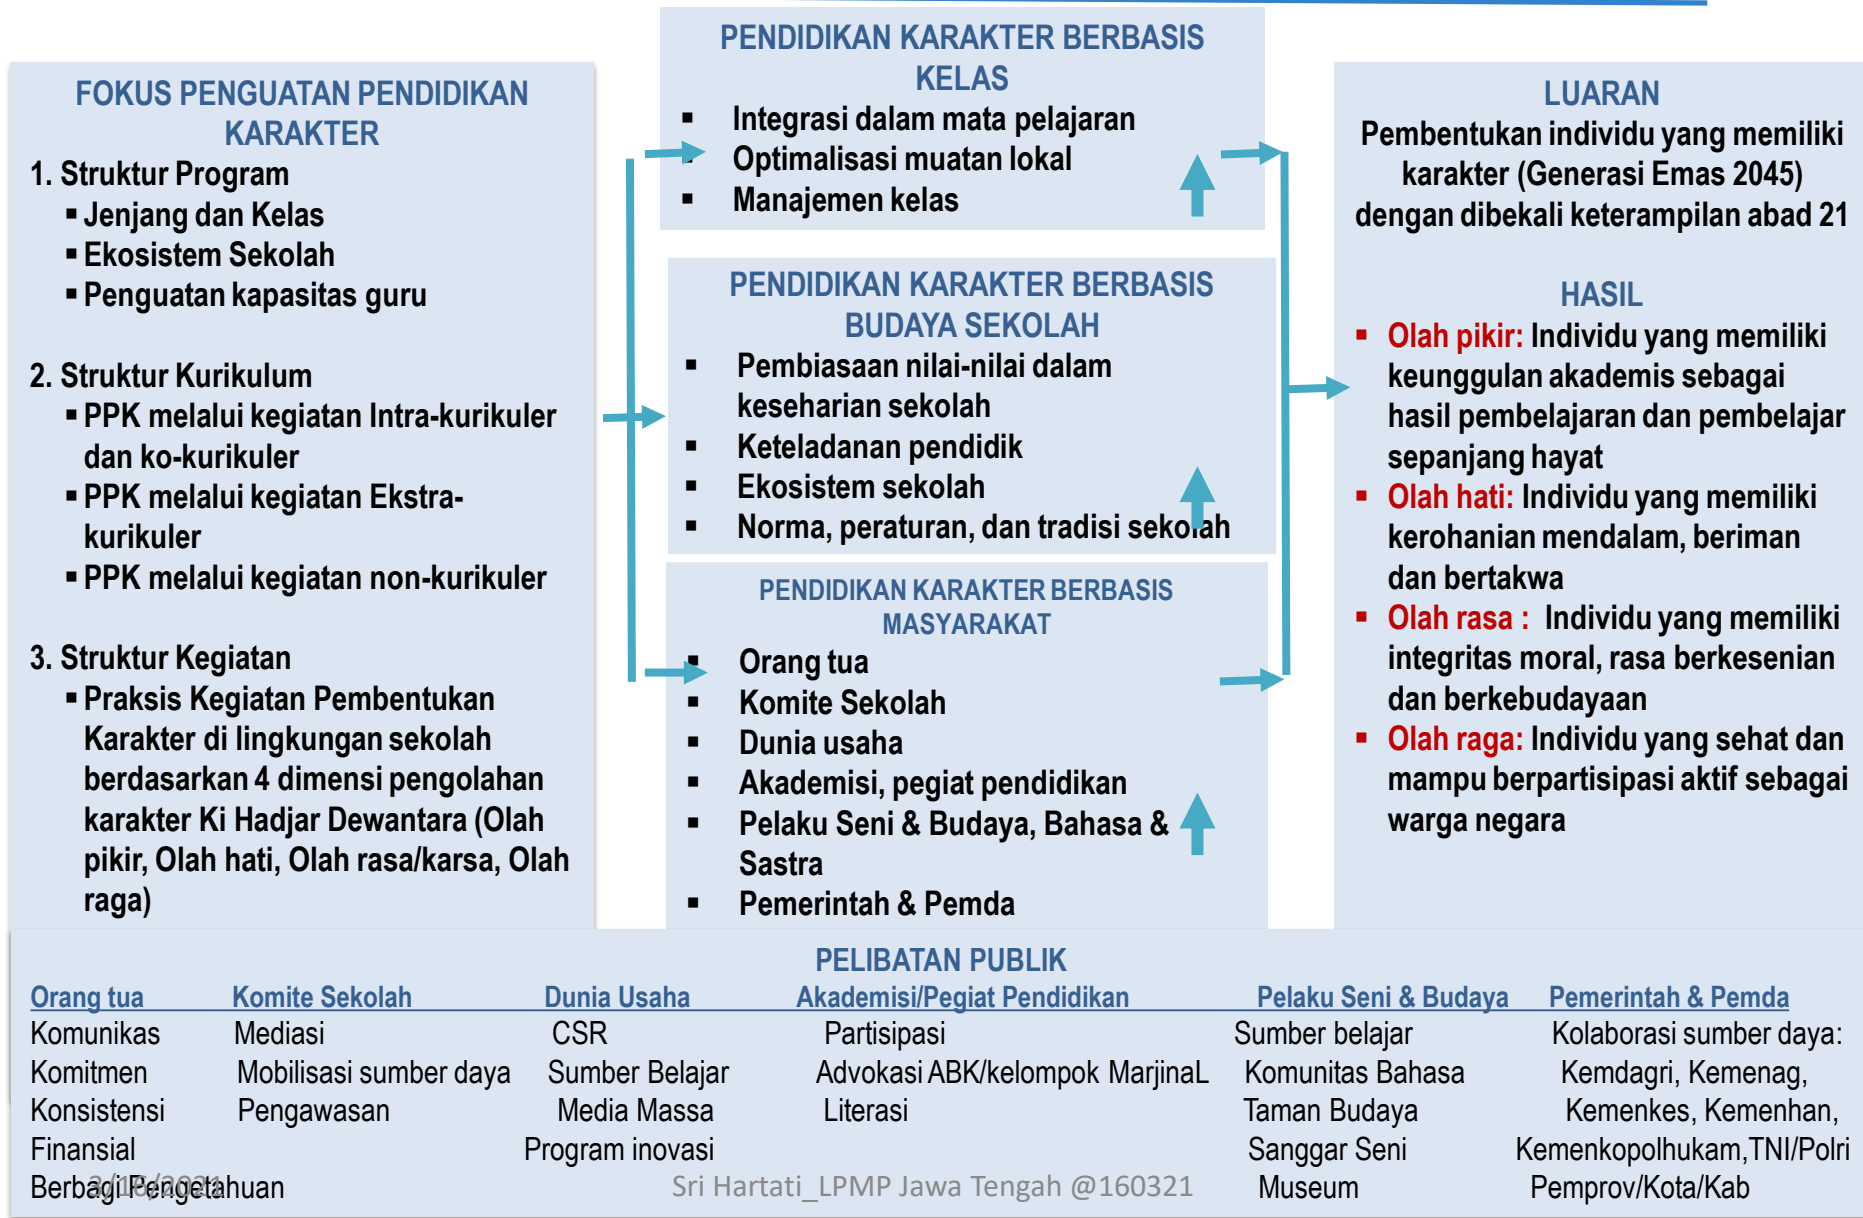 FOKUS PENGUATAN PENDIDIKAN
KARAKTER
1. Struktur Program
▪ Jenjang dan Kelas
▪ Ekosistem Sekolah
▪ Penguatan kapasitas guru
2. Struktur Kurikulum
▪ PPK melalui kegiatan Intra-kurikuler
dan ko-kurikuler
▪ PPK melalui kegiatan Ekstra-
kurikuler
▪ PPK melalui kegiatan non-kurikuler
3. Struktur Kegiatan
▪ Praksis Kegiatan Pembentukan
Karakter di lingkungan sekolah
berdasarkan 4 dimensi pengolahan
karakter Ki Hadjar Dewantara (Olah
pikir, Olah hati, Olah rasa/karsa, Olah
raga)
PENDIDIKAN KARAKTER BERBASIS
KELAS
▪ Integrasi dalam mata pelajaran
▪ Optimalisasi muatan lokal
▪ Manajemen kelas
PENDIDIKAN KARAKTER BERBASIS
BUDAYA SEKOLAH
▪ Pembiasaan nilai-nilai dalam
keseharian sekolah
▪ Keteladanan pendidik
▪ Ekosistem sekolah
▪ Norma, peraturan, dan tradisi sekolah
PENDIDIKAN KARAKTER BERBASIS
MASYARAKAT
▪ Orang tua
▪ Komite Sekolah
▪ Dunia usaha
▪ Akademisi, pegiat pendidikan
▪ Pelaku Seni & Budaya, Bahasa &
Sastra
▪ Pemerintah & Pemda
LUARAN
Pembentukan individu yang memiliki
karakter (Generasi Emas 2045)
dengan dibekali keterampilan abad 21
HASIL
▪ Olah pikir: Individu yang memiliki
keunggulan akademis sebagai
hasil pembelajaran dan pembelajar
sepanjang hayat
▪ Olah hati: Individu yang memiliki
kerohanian mendalam, beriman
dan bertakwa
▪ Olah rasa : Individu yang memiliki
integritas moral, rasa berkesenian
dan berkebudayaan
▪ Olah raga: Individu yang sehat dan
mampu berpartisipasi aktif sebagai
warga negara
PELIBATAN PUBLIK
Orang tua Komite Sekolah Dunia Usaha Akademisi/Pegiat Pendidikan Pelaku Seni & Budaya Pemerintah & Pemda
Komunikas Mediasi CSR Partisipasi Sumber belajar Kolaborasi sumber daya:
Komitmen Mobilisasi sumber daya Sumber Belajar Advokasi ABK/kelompok MarjinaL Komunitas Bahasa Kemdagri, Kemenag,
Konsistensi Pengawasan Media Massa Literasi Taman Budaya Kemenkes, Kemenhan,
Finansial Program inovasi Sanggar Seni Kemenkopolhukam,TNI/Polri
Berbagi Pengetahuan Museum Pemprov/Kota/Kab
3/16/2021 Sri Hartati_LPMP Jawa Tengah @160321